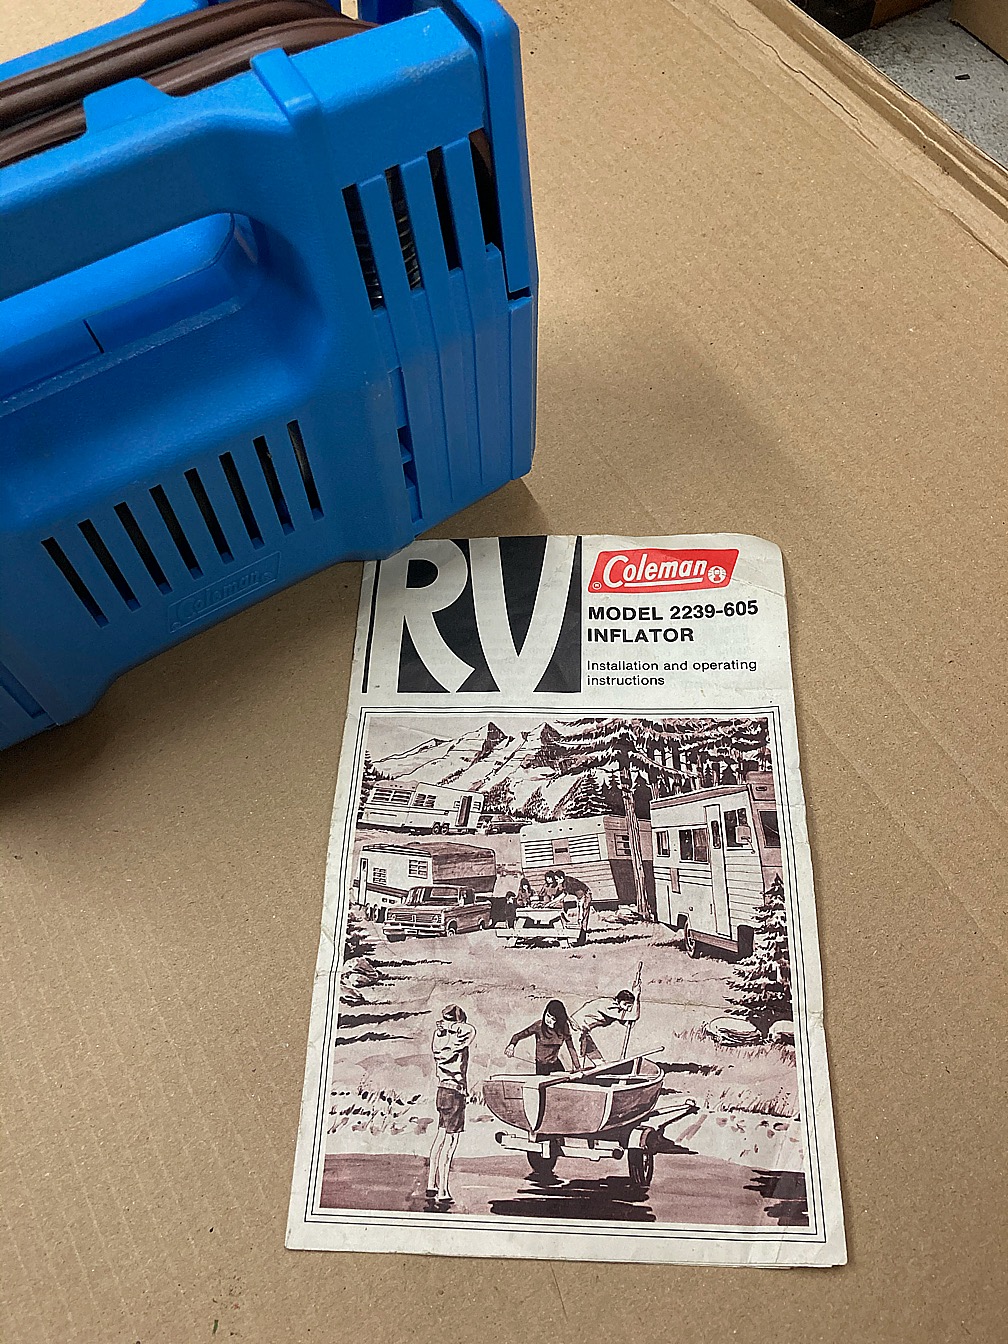 Coleman
RV
Coleman
MODEL 2239-605
INFLATOR
Installation and operating
instructions